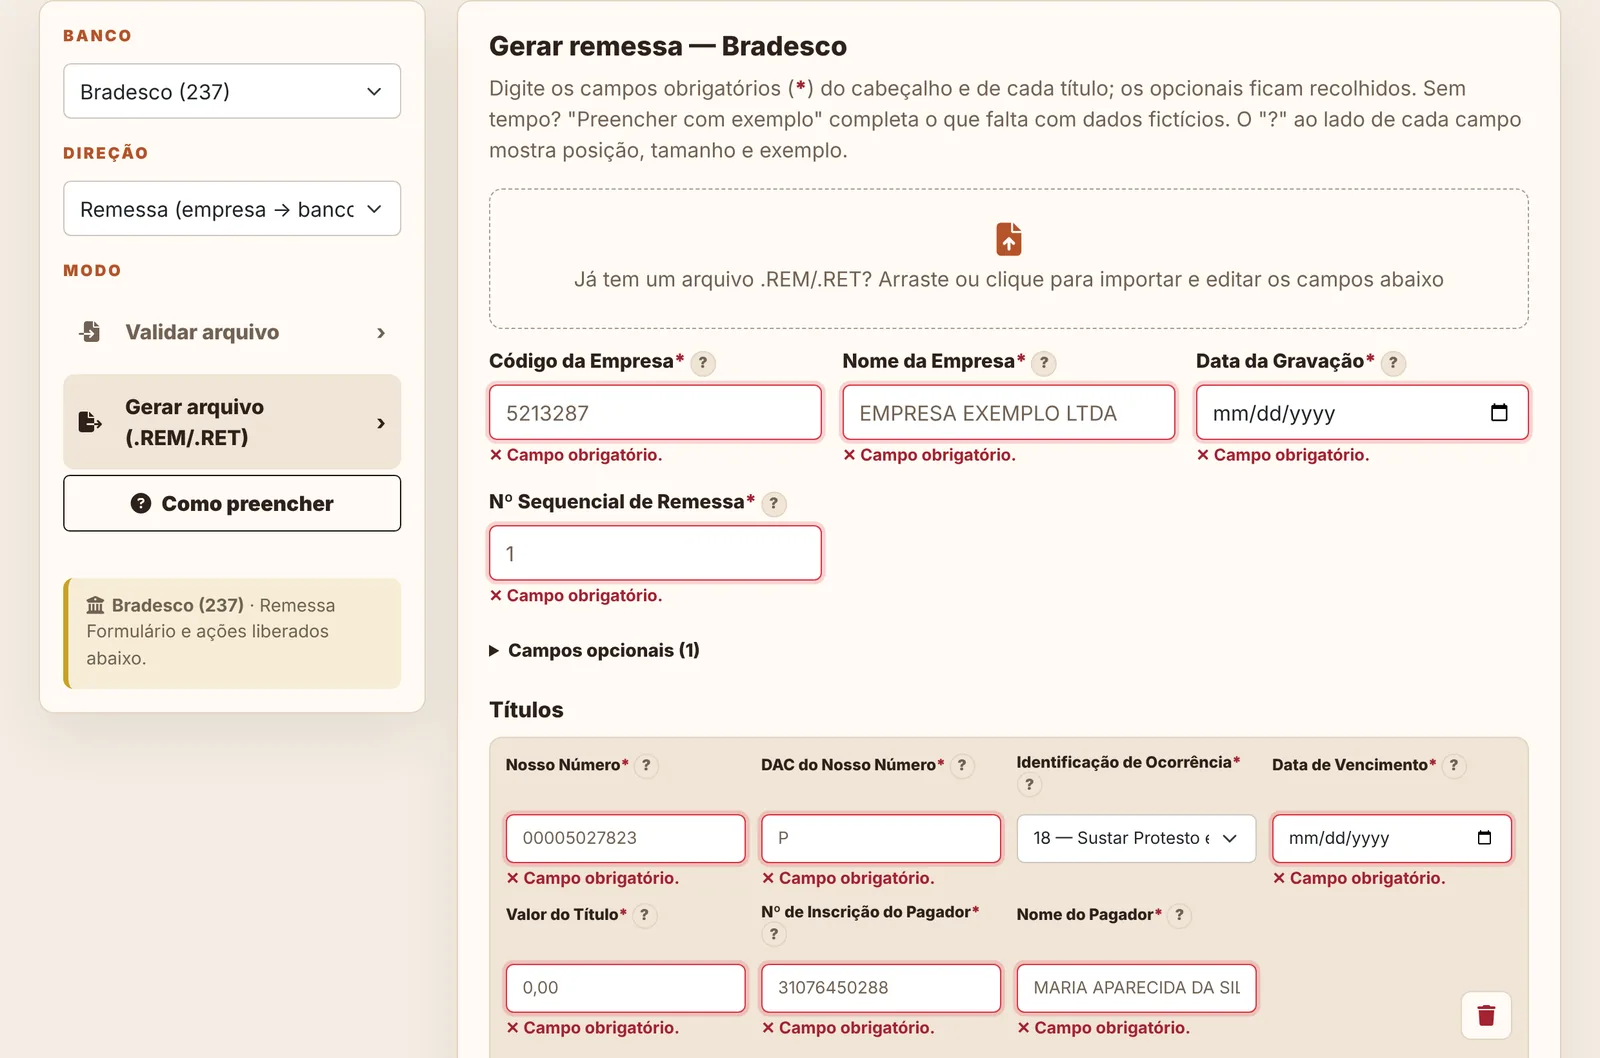 BANCO
Bradesco (237)
DIREÇÃO
Remessa (empresa → banco
MODO
Validar arquivo
Gerar arquivo
(.REM/.RET)
? Como preencher
Bradesco (237) · Remessa
Formulário e ações liberados
abaixo.
Gerar remessa — Bradesco
Digite os campos obrigatórios (*) do cabeçalho e de cada título; os opcionais ficam recolhidos. Sem
tempo? "Preencher com exemplo" completa o que falta com dados fictícios. O "?" ao lado de cada campo
mostra posição, tamanho e exemplo.
Já tem um arquivo .REM/.RET? Arraste ou clique para importar e editar os campos abaixo
Código da Empresa* ? Nome da Empresa* ? Data da Gravação* ?
5213287 EMPRESA EXEMPLO LTDA mm/dd/yyyy
× Campo obrigatório. × Campo obrigatório. × Campo obrigatório.
Nº Sequencial de Remessa* ?
1
× Campo obrigatório.
Campos opcionais (1)
Títulos
Nosso Número* ? DAC do Nosso Número* ? Identificação de Ocorrência* ? Data de Vencimento* ?
00005027823 P 18 — Sustar Protesto e mm/dd/yyyy
× Campo obrigatório. × Campo obrigatório. × Campo obrigatório.
Valor do Título* ? Nº de Inscrição do Pagador* ? Nome do Pagador* ?
0,00 31076450288 MARIA APARECIDA DA SIL
× Campo obrigatório. × Campo obrigatório. × Campo obrigatório.